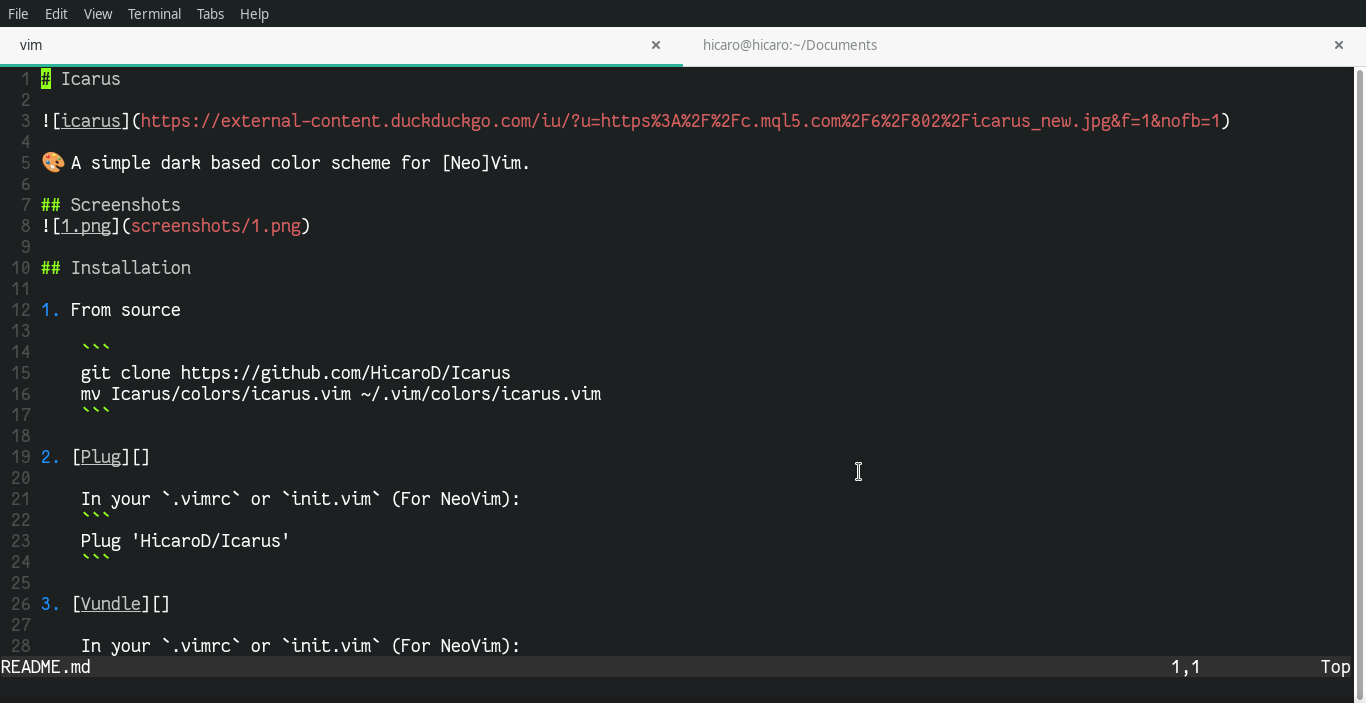 File Edit View Terminal Tabs Help
vim × hicaro@hicaro:~/Documents ×
1 # Icarus
2
3 ![icarus](https://external-content.duckduckgo.com/iu/?u=https%3A%2F%2Fc.mql5.com%2F6%2F802%2Ficarus_new.jpg&f=1&nofb=1)
4
5 🎨 A simple dark based color scheme for [Neo]Vim.
6
7 ## Screenshots
8 ![1.png](screenshots/1.png)
9
10 ## Installation
11
12 1. From source
13
14 ```
15 git clone https://github.com/HicaroD/Icarus
16 mv Icarus/colors/icarus.vim ~/.vim/colors/icarus.vim
17 ```
18
19 2. [Plug][]
20
21 In your `.vimrc` or `init.vim` (For NeoVim):
22 ```
23 Plug 'HicaroD/Icarus'
24 ```
25
26 3. [Vundle][]
27
28 In your `.vimrc` or `init.vim` (For NeoVim):
README.md 1,1 Top